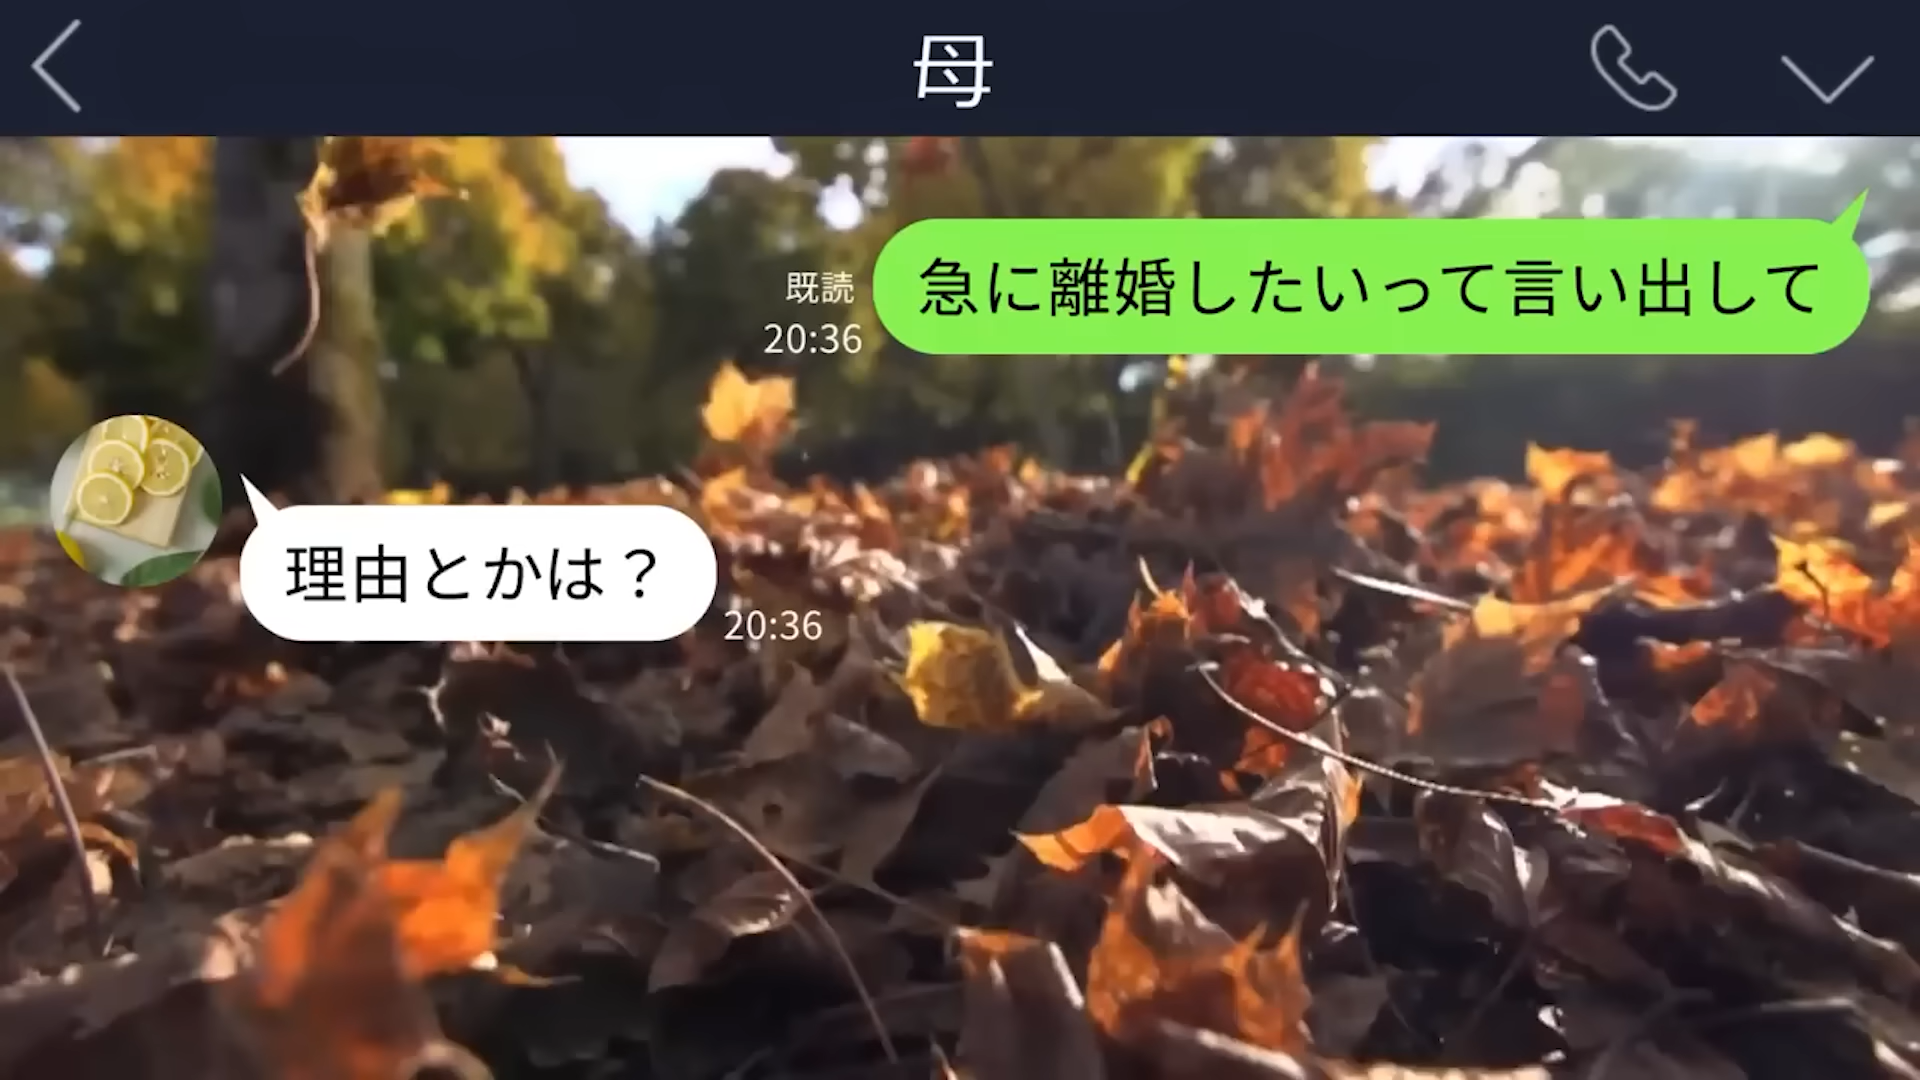 母
急に離婚したいって言い出して
既読
20:36
理由とかは？
20:36